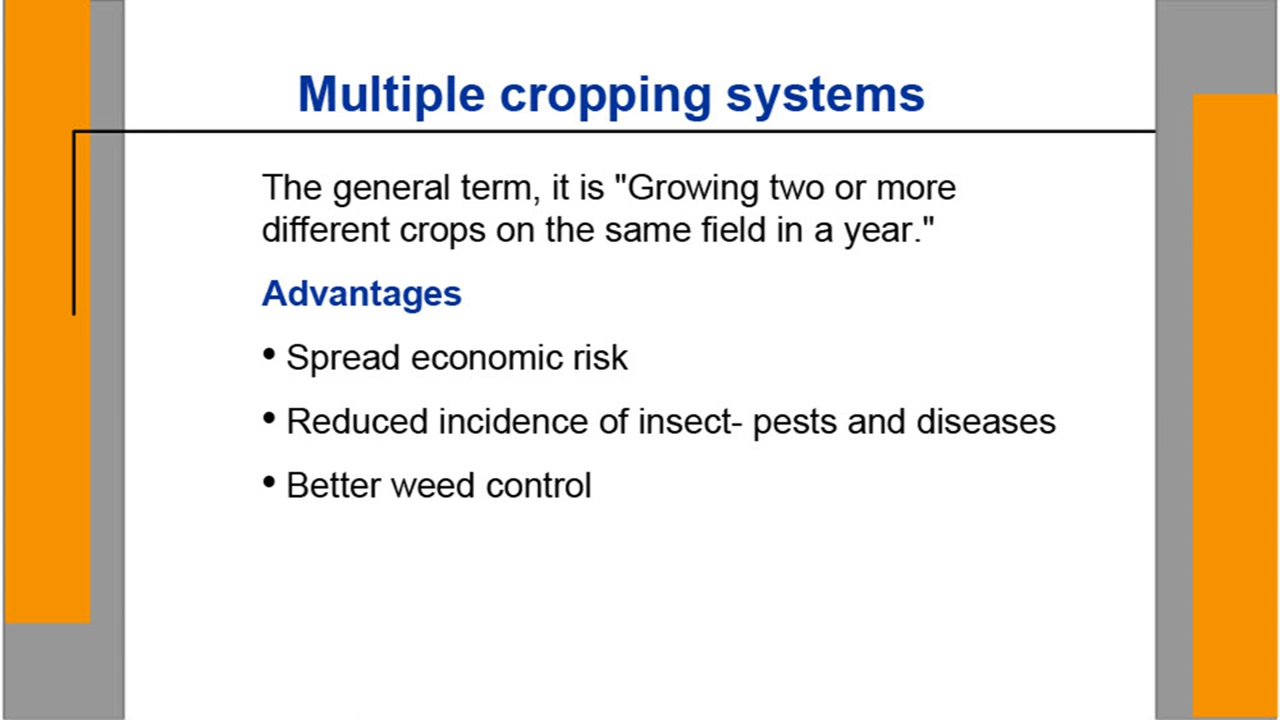 Multiple cropping systems
The general term, it is "Growing two or more
different crops on the same field in a year."
Advantages
• Spread economic risk
• Reduced incidence of insect- pests and diseases
• Better weed control